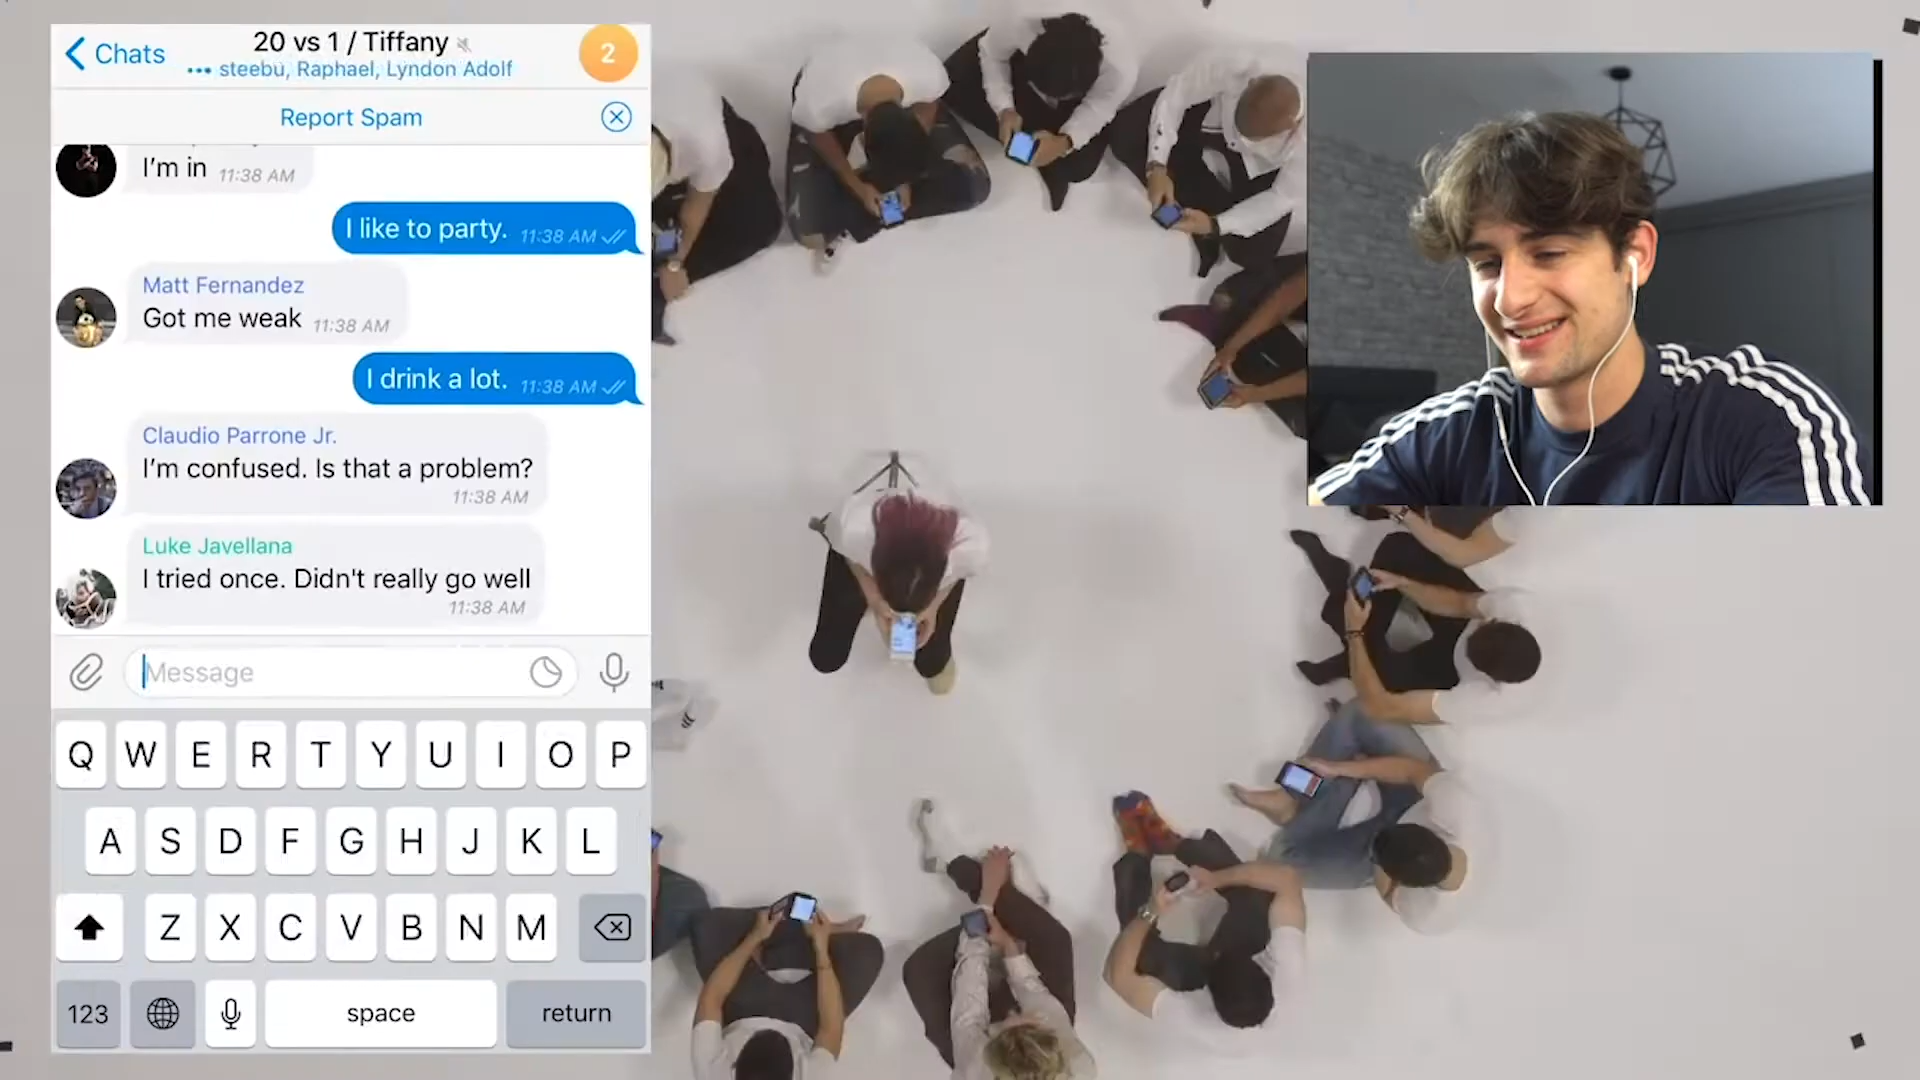 Chats
20 vs 1 / Tiffany
2
steebu, Raphael, Lyndon Adolf
Report Spam
I'm in 11:38 AM
I like to party. 11:38 AM
Matt Fernandez
Got me weak 11:38 AM
I drink a lot. 11:38 AM
Claudio Parrone Jr.
I'm confused. Is that a problem?
11:38 AM
Luke Javellana
I tried once. Didn't really go well
11:38 AM
Message
Q W E R T Y U I O P
A S D F G H J K L
Z X C V B N M
123 space return